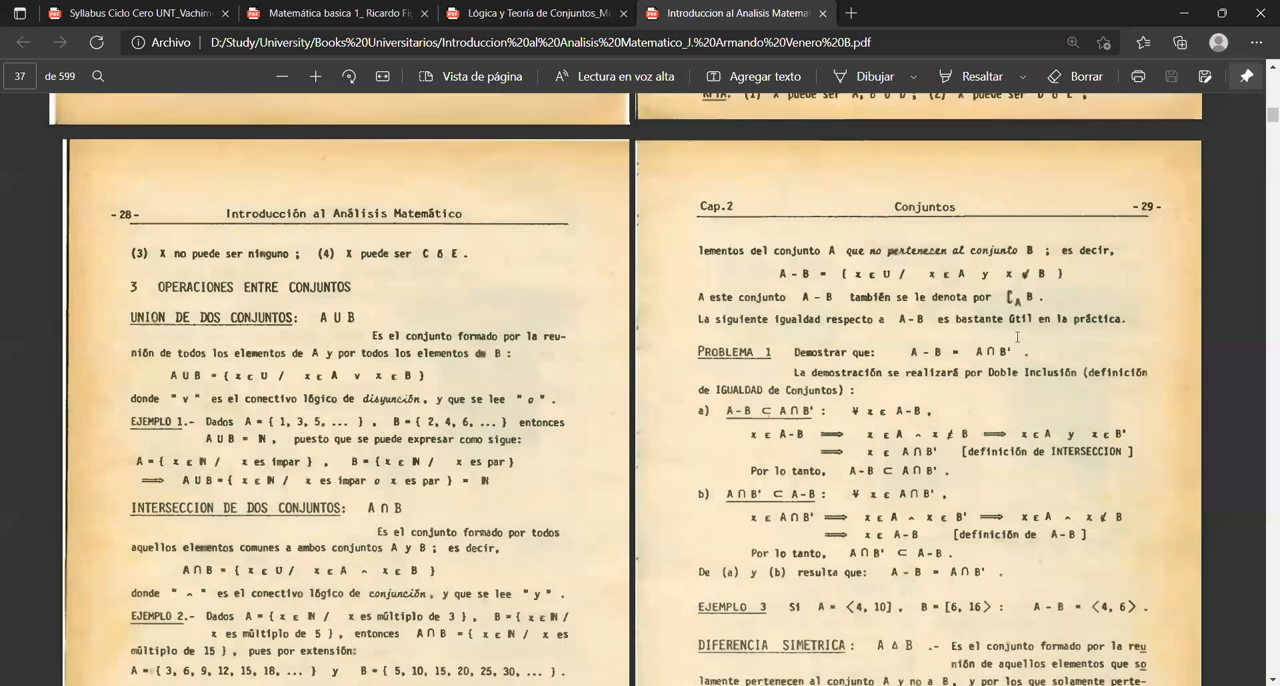 Syllabus Ciclo Cero UNT_Vachim
Matemática basica 1_ Ricardo Fi
Lógica y Teoría de Conjuntos_M
Introduccion al Analisis Matemat
Archivo D:/Study/University/Books%20Universitarios/Introduccion%20al%20Analisis%20Matematico_J.%20Armando%20Venero%20B.pdf
37 de 599 Vista de página Lectura en voz alta Agregar texto Dibujar Resaltar Borrar
RPTA. (1) X puede ser A, B ó D ; (2) X puede ser D ó E ;
-28- Introducción al Análisis Matemático
(3) X no puede ser ninguno ; (4) X puede ser C ó E .
3 OPERACIONES ENTRE CONJUNTOS
UNION DE DOS CONJUNTOS: A U B
Es el conjunto formado por la reu-
nión de todos los elementos de A y por todos los elementos de B :
A U B = { x ε U / x ε A v x ε B }
donde " v " es el conectivo lógico de disyunción, y que se lee " o " .
EJEMPLO 1.- Dados A = { 1, 3, 5, ... } , B = { 2, 4, 6, ... } entonces
A U B = ℕ , puesto que se puede expresar como sigue:
A = { x ε ℕ / x es impar } , B = { x ε ℕ / x es par }
⟹ A U B = { x ε ℕ / x es impar o x es par } = ℕ
INTERSECCION DE DOS CONJUNTOS: A ∩ B
Es el conjunto formado por todos
aquellos elementos comunes a ambos conjuntos A y B ; es decir,
A ∩ B = { x ε U / x ε A ^ x ε B }
donde " ^ " es el conectivo lógico de conjunción, y que se lee " y " .
EJEMPLO 2.- Dados A = { x ε ℕ / x es múltiplo de 3 } , B = { x ε ℕ /
x es múltiplo de 5 } , entonces A ∩ B = { x ε ℕ / x es
múltiplo de 15 } , pues por extensión:
A = { 3, 6, 9, 12, 15, 18, ... } y B = { 5, 10, 15, 20, 25, 30, ... } .
Cap.2 Conjuntos -29-
lementos del conjunto A que no pertenecen al conjunto B ; es decir,
A - B = { x ε U / x ε A y x ∉ B }
A este conjunto A - B también se le denota por ∁_A B .
La siguiente igualdad respecto a A - B es bastante útil en la práctica.
PROBLEMA 1 Demostrar que: A - B = A ∩ B' .
La demostración se realizará por Doble Inclusión (definición
de IGUALDAD de Conjuntos) :
a) A - B ⊂ A ∩ B' : ∀ x ε A - B ,
x ε A - B ⟹ x ε A ^ x ∉ B ⟹ x ε A y x ε B'
⟹ x ε A ∩ B' [definición de INTERSECCION ]
Por lo tanto, A - B ⊂ A ∩ B' .
b) A ∩ B' ⊂ A - B : ∀ x ε A ∩ B' ,
x ε A ∩ B' ⟹ x ε A ^ x ε B' ⟹ x ε A ^ x ∉ B
⟹ x ε A - B [definición de A - B ]
Por lo tanto, A ∩ B' ⊂ A - B .
De (a) y (b) resulta que: A - B = A ∩ B' .
EJEMPLO 3 Si A = ⟨4, 10] , B = [6, 16⟩ : A - B = ⟨4, 6⟩ .
DIFERENCIA SIMETRICA : A Δ B .- Es el conjunto formado por la reu
nión de aquellos elementos que so
lamente pertenecen al conjunto A y no a B, y por los que solamente perte-